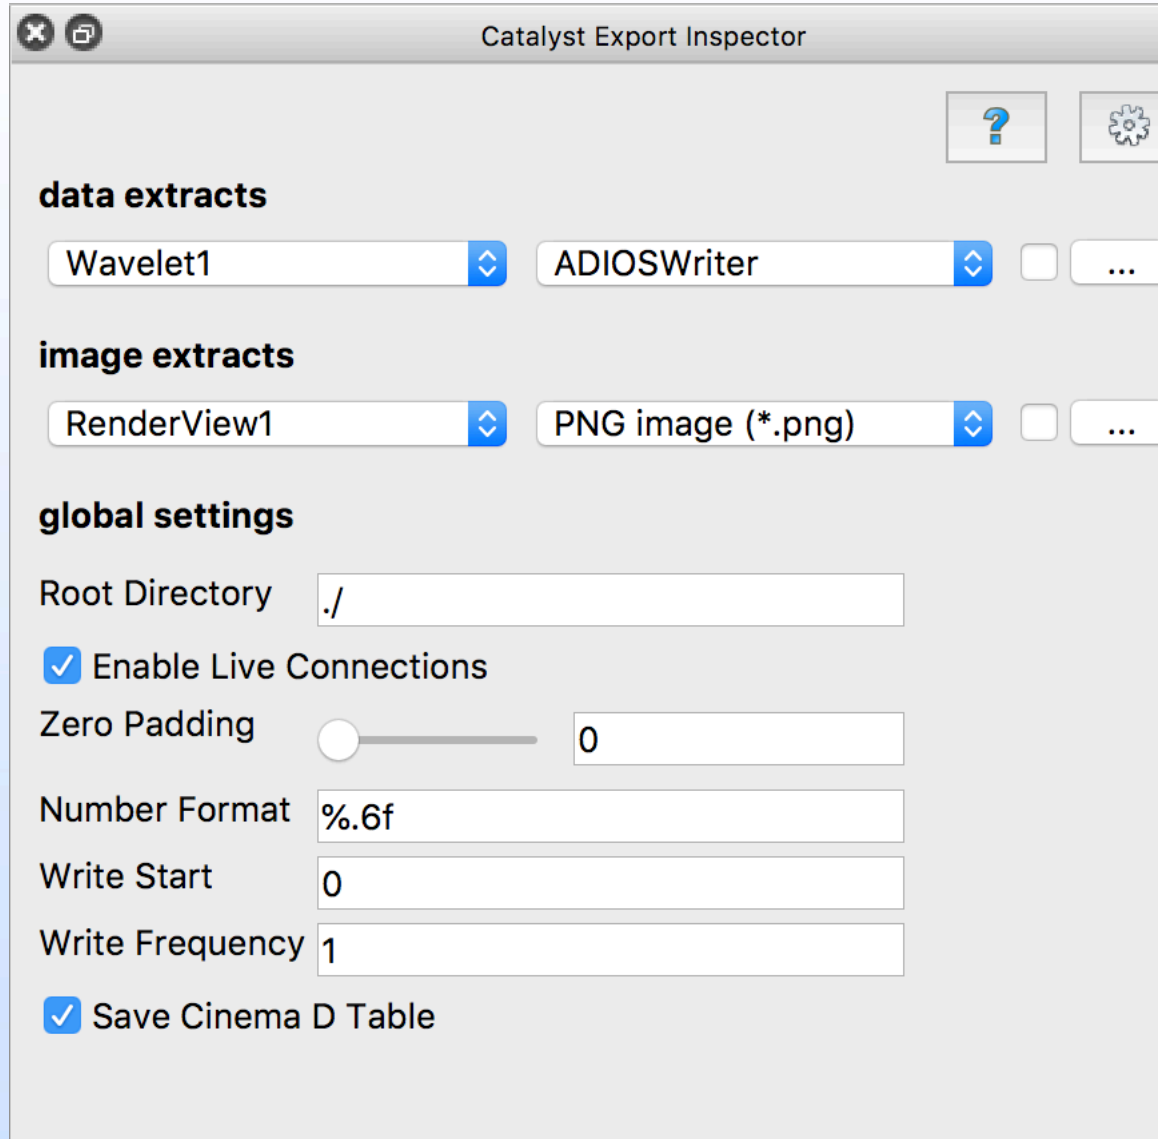 Catalyst Export Inspector
?
data extracts
Wavelet1 ADIOSWriter ...
image extracts
RenderView1 PNG image (*.png) ...
global settings
Root Directory ./
Enable Live Connections
Zero Padding 0
Number Format %.6f
Write Start 0
Write Frequency 1
Save Cinema D Table